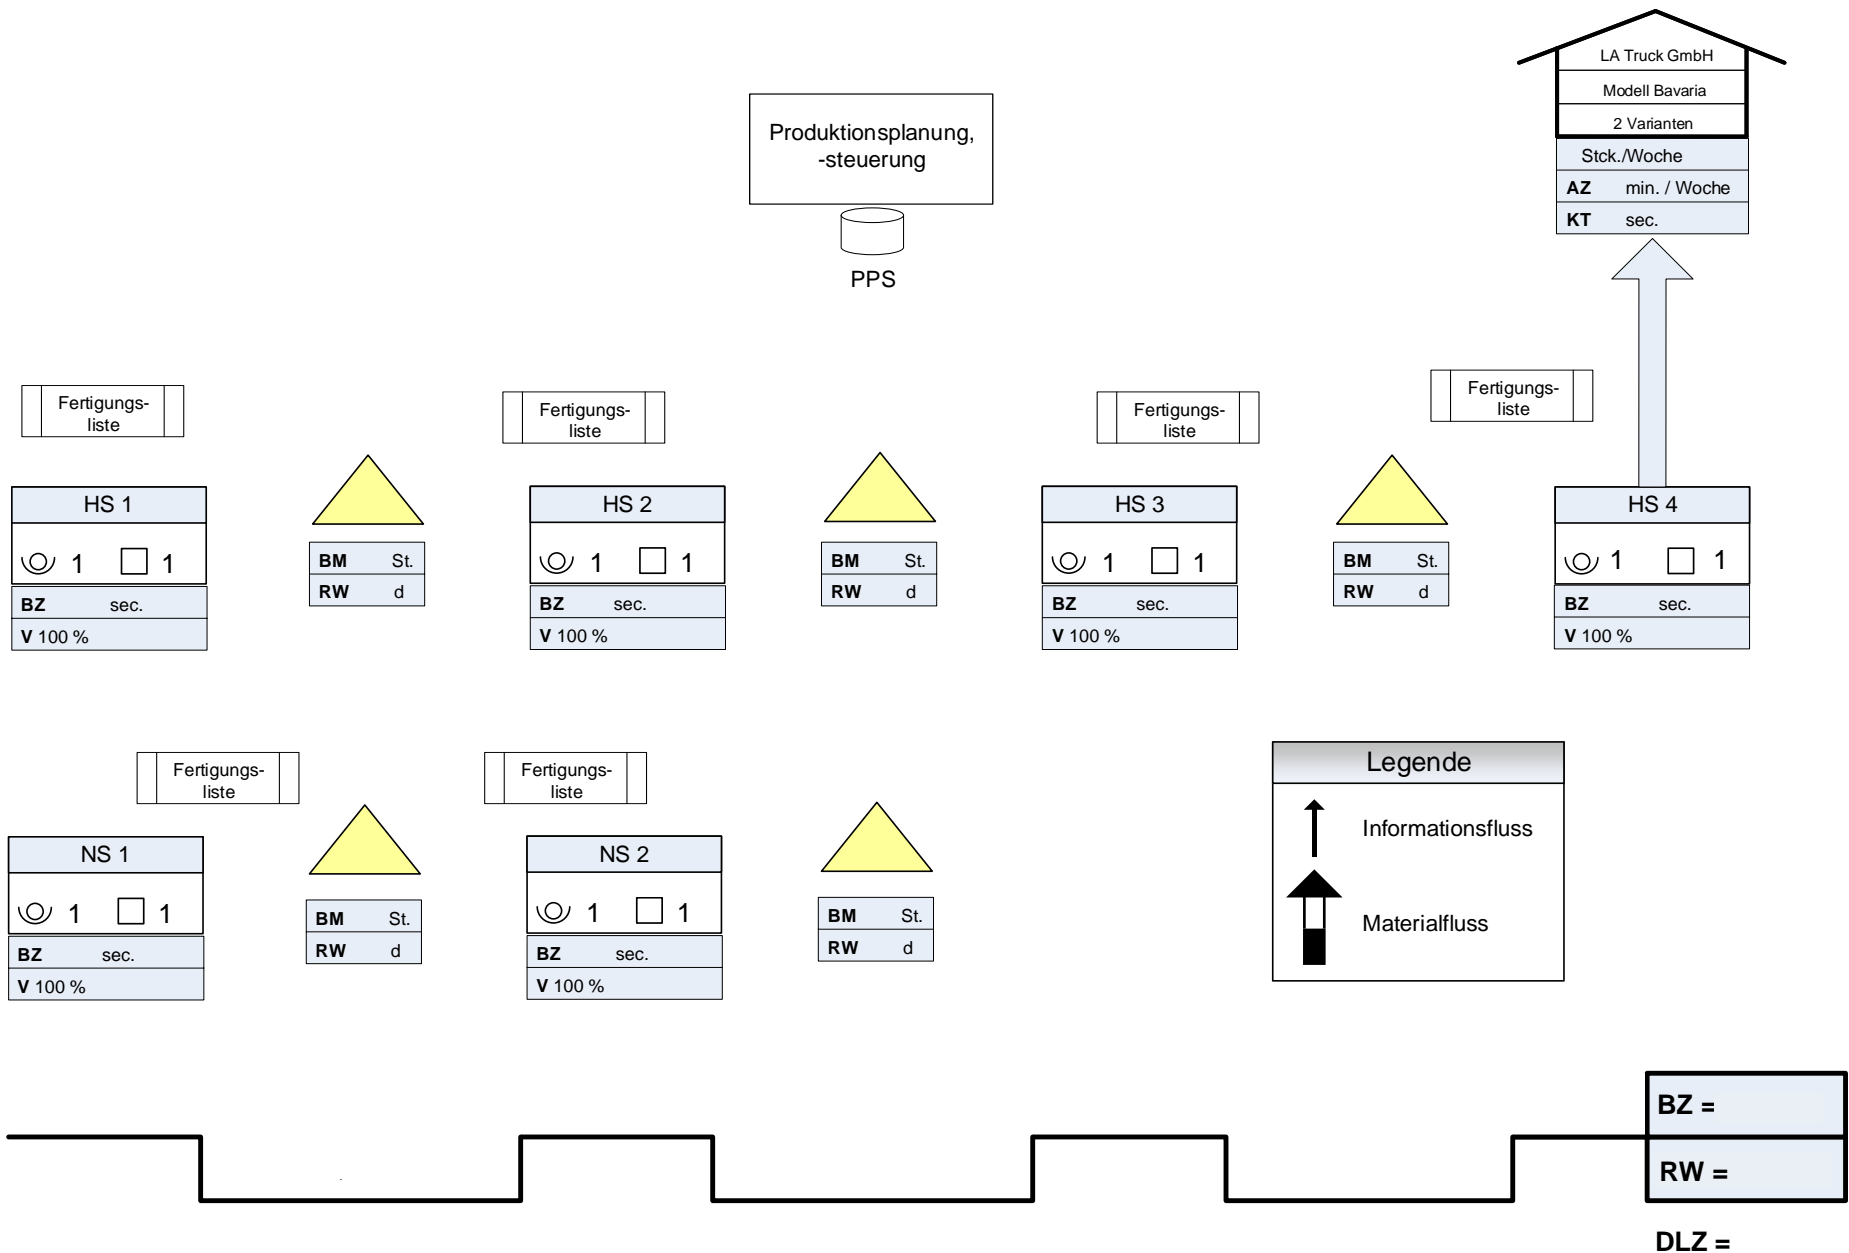 LA Truck GmbH
Modell Bavaria
2 Varianten
Stck./Woche
AZ min. / Woche
KT sec.
Produktionsplanung,
-steuerung
PPS
Fertigungs-
liste
Fertigungs-
liste
Fertigungs-
liste
Fertigungs-
liste
HS 1
1 1
BZ sec.
V 100 %
BM St.
RW d
HS 2
1 1
BZ sec.
V 100 %
BM St.
RW d
HS 3
1 1
BZ sec.
V 100 %
BM St.
RW d
HS 4
1 1
BZ sec.
V 100 %
Fertigungs-
liste
Fertigungs-
liste
NS 1
1 1
BZ sec.
V 100 %
BM St.
RW d
NS 2
1 1
BZ sec.
V 100 %
BM St.
RW d
Legende
Informationsfluss
Materialfluss
BZ =
RW =
DLZ =